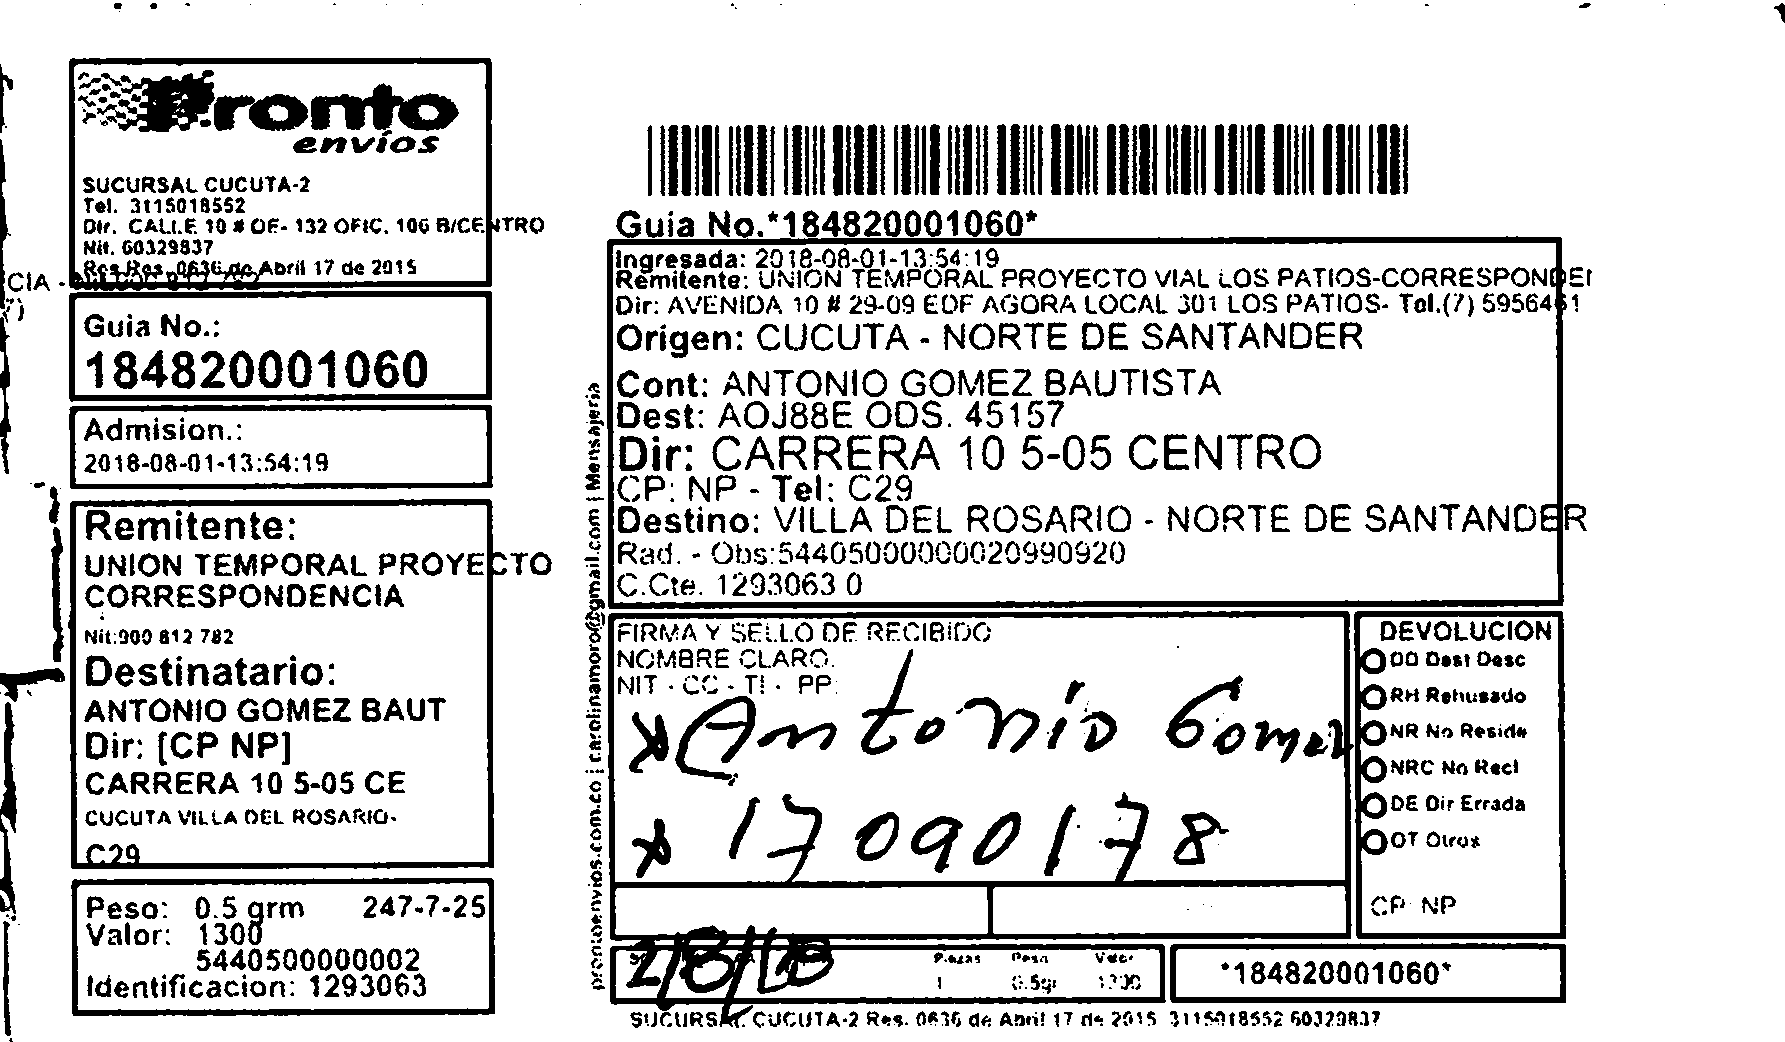 Pronto
envíos
SUCURSAL CUCUTA-2
Tel. 3115018552
Dir. CALLE 10 # OE- 132 OFIC. 106 B/CENTRO
Nit. 60329837
Res.Res. 0636 de Abril 17 de 2015
CIA -
Guia No.:
184820001060
Admision.:
2018-08-01-13:54:19
Remitente:
UNION TEMPORAL PROYECTO
CORRESPONDENCIA
Nit:900 812 782
Destinatario:
ANTONIO GOMEZ BAUT
Dir: [CP NP]
CARRERA 10 5-05 CE
CUCUTA VILLA DEL ROSARIO-
C29
Peso: 0.5 grm 247-7-25
Valor: 1300
5440500000002
Identificacion: 1293063
prontoenvios.com.co | carolinamoro@gmail.com | Mensajeria
Guia No.*184820001060*
Ingresada: 2018-08-01-13:54:19
Remitente: UNION TEMPORAL PROYECTO VIAL LOS PATIOS-CORRESPONDEI
Dir: AVENIDA 10 # 29-09 EDF AGORA LOCAL 301 LOS PATIOS- Tel.(7) 5956461
Origen: CUCUTA - NORTE DE SANTANDER
Cont: ANTONIO GOMEZ BAUTISTA
Dest: AOJ88E ODS. 45157
Dir: CARRERA 10 5-05 CENTRO
CP: NP - Tel: C29
Destino: VILLA DEL ROSARIO - NORTE DE SANTANDER
Rad. - Obs:544050000000020990920
C.Cte. 1293063 0
FIRMA Y SELLO DE RECIBIDO
NOMBRE CLARO.
NIT - CC - TI - PP:
x Antonio Gomez
x 17090178
DEVOLUCION
DD Dest Desc
RH Rehusado
NR No Reside
NRC No Recl
DE Dir Errada
OT Otros
CP: NP
2/8/18
Piezas Peso Valor
1 0.5gr 1300
*184820001060*
SUCURSAL CUCUTA-2 Res. 0636 de Abril 17 de 2015 3115018552 60329837